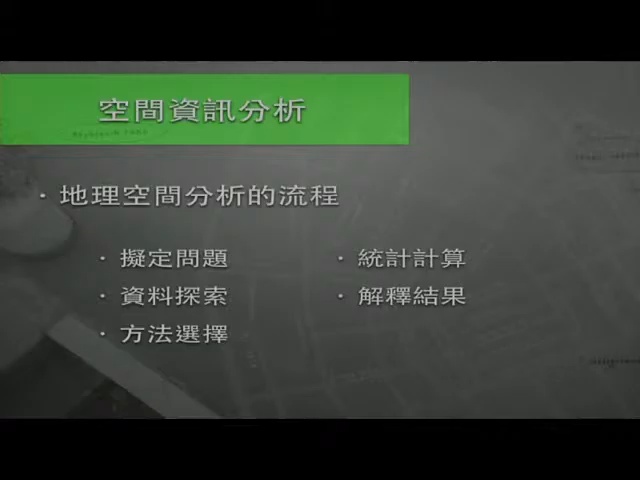 空間資訊分析
· 地理空間分析的流程
· 擬定問題
· 資料探索
· 方法選擇
· 統計計算
· 解釋結果